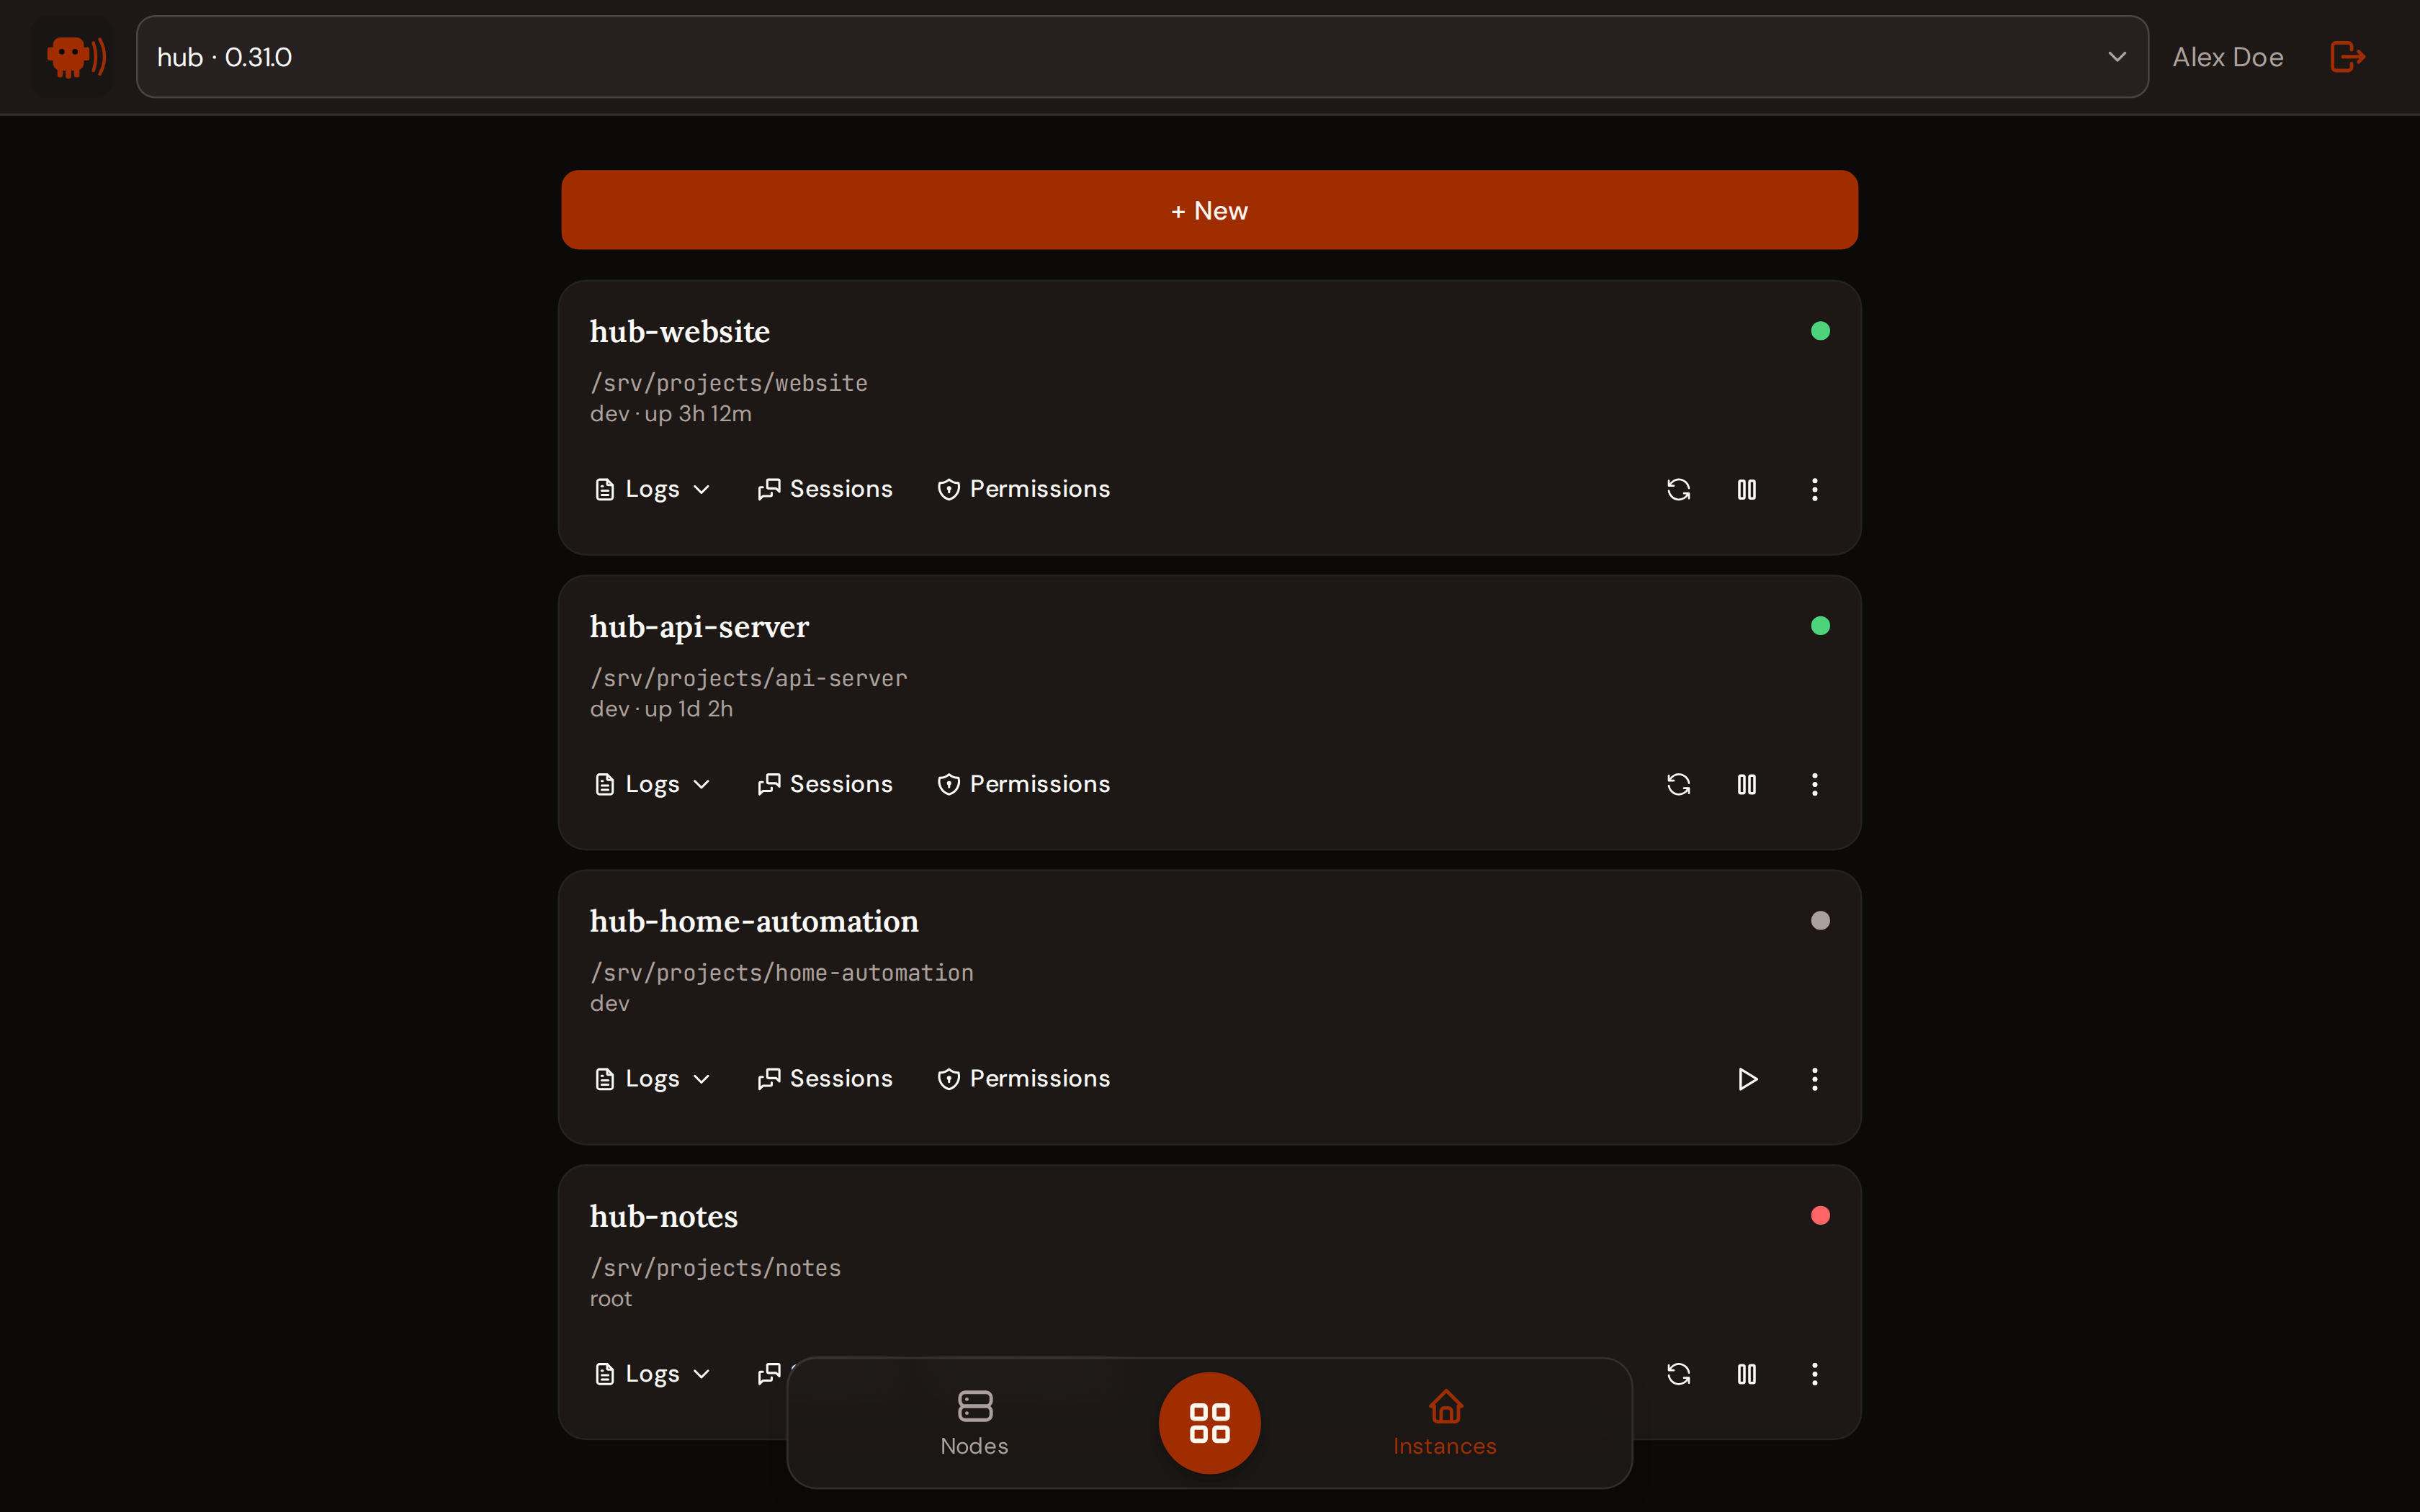 hub · 0.31.0
Alex Doe
+ New
hub-website
/srv/projects/website
dev · up 3h 12m
Logs Sessions Permissions
hub-api-server
/srv/projects/api-server
dev · up 1d 2h
Logs Sessions Permissions
hub-home-automation
/srv/projects/home-automation
dev
Logs Sessions Permissions
hub-notes
/srv/projects/notes
root
Logs
Nodes
Instances